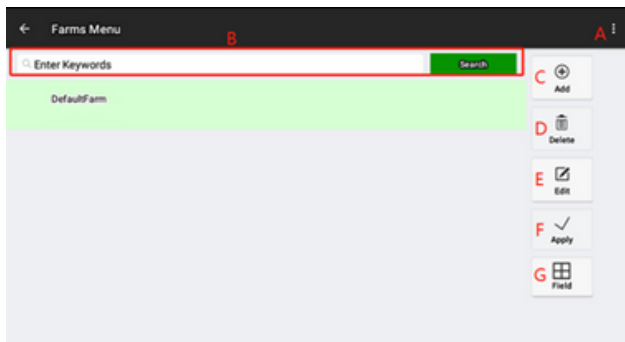 Farms Menu
A
B
Enter Keywords
Search
DefaultFarm
C
Add
D
Delete
E
Edit
F
Apply
G
Field